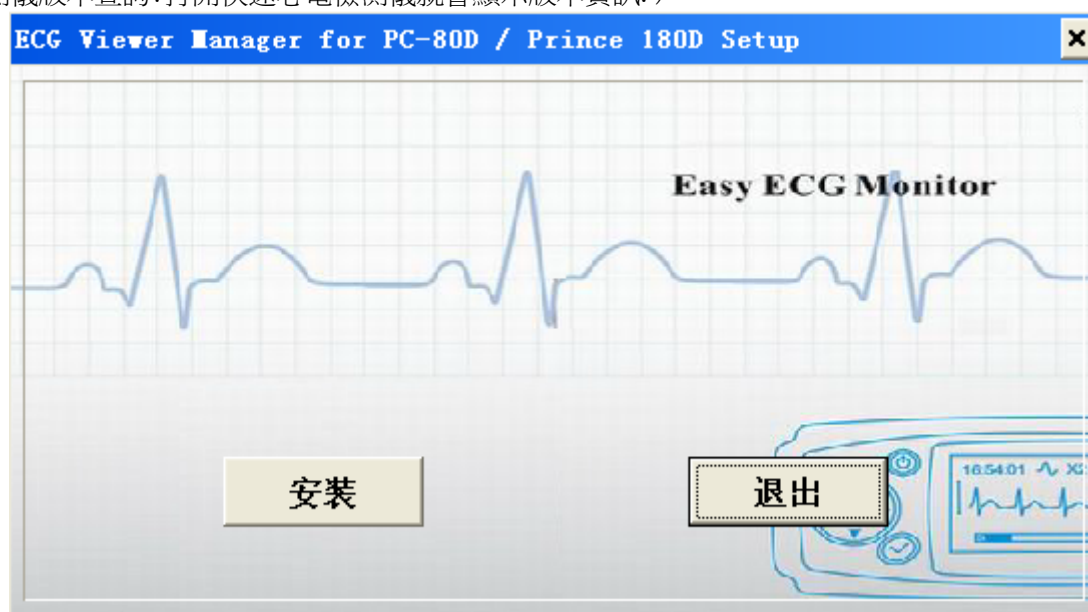 ECG Viewer Manager for PC-80D / Prince 180D Setup
Easy ECG Monitor
安装
退出
16:54:01